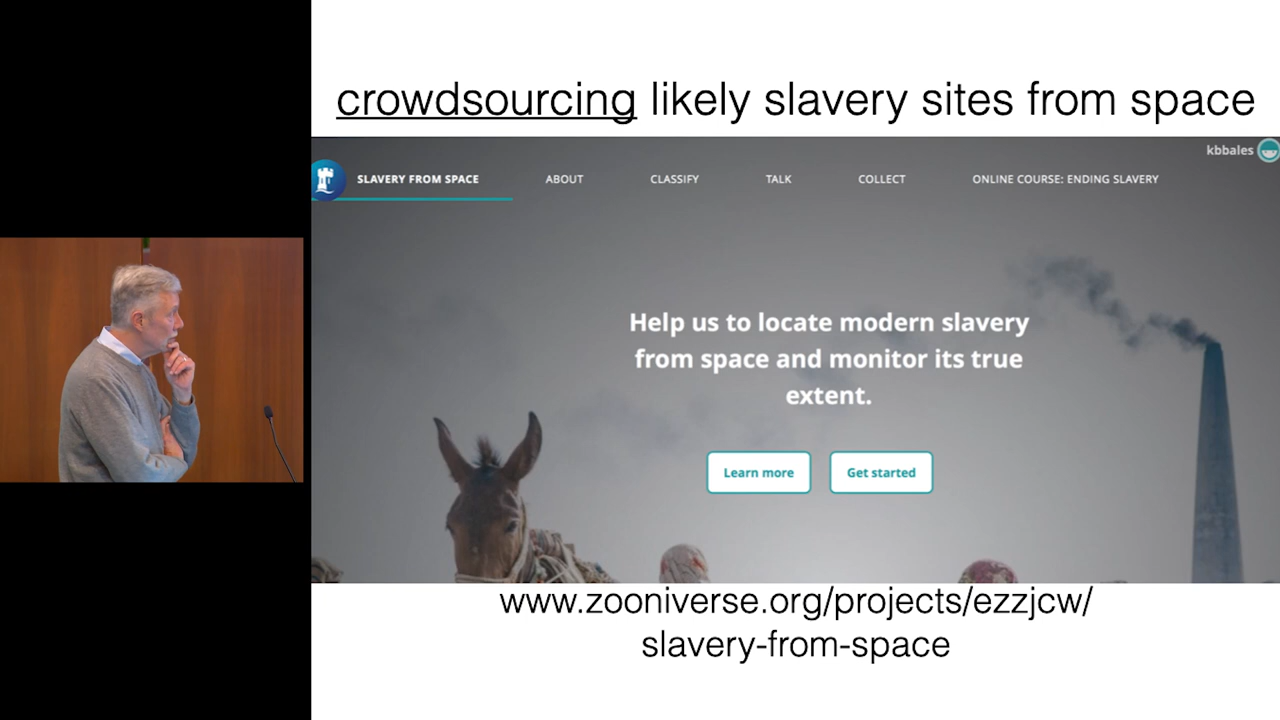 crowdsourcing likely slavery sites from space
kbbales
SLAVERY FROM SPACE ABOUT CLASSIFY TALK COLLECT ONLINE COURSE: ENDING SLAVERY
Help us to locate modern slavery
from space and monitor its true
extent.
Learn more Get started
www.zooniverse.org/projects/ezzjcw/
slavery-from-space